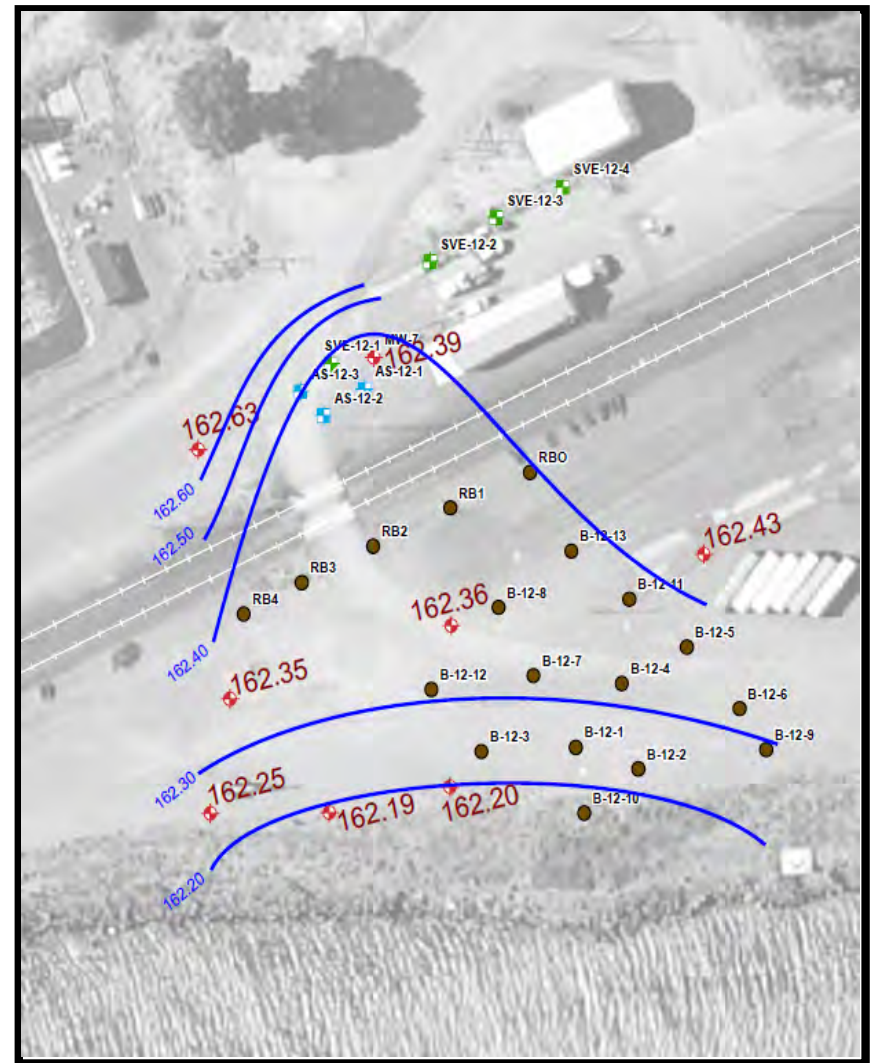 SVE-12-4
SVE-12-3
SVE-12-2
SVE-12-1
MW-7
162.39
AS-12-3
AS-12-1
AS-12-2
162.63
162.60
162.50
RBO
RB1
162.43
RB2
B-12-13
RB3
B-12-11
RB4
162.36
B-12-8
162.40
B-12-5
162.35
B-12-7
B-12-12
B-12-4
B-12-6
B-12-3
B-12-1
B-12-9
162.30
B-12-2
162.25
162.19
162.20
B-12-10
162.20